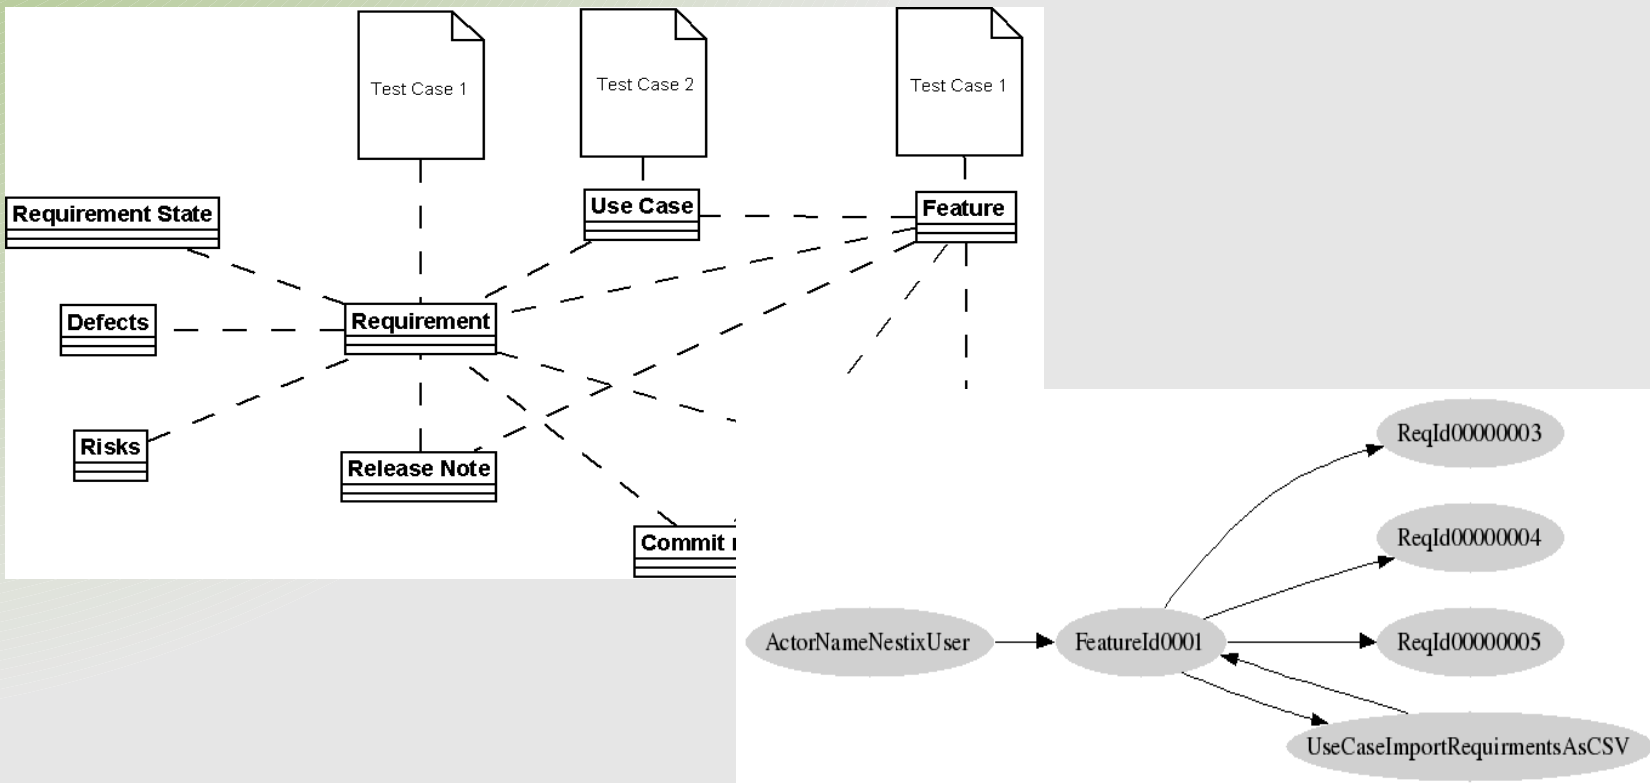 Test Case 1
Test Case 2
Test Case 1
Requirement State
Use Case
Feature
Defects
Requirement
Risks
Release Note
Commit
ReqId00000003
ReqId00000004
ActorNameNestixUser
FeatureId0001
ReqId00000005
UseCaseImportRequirmentsAsCSV